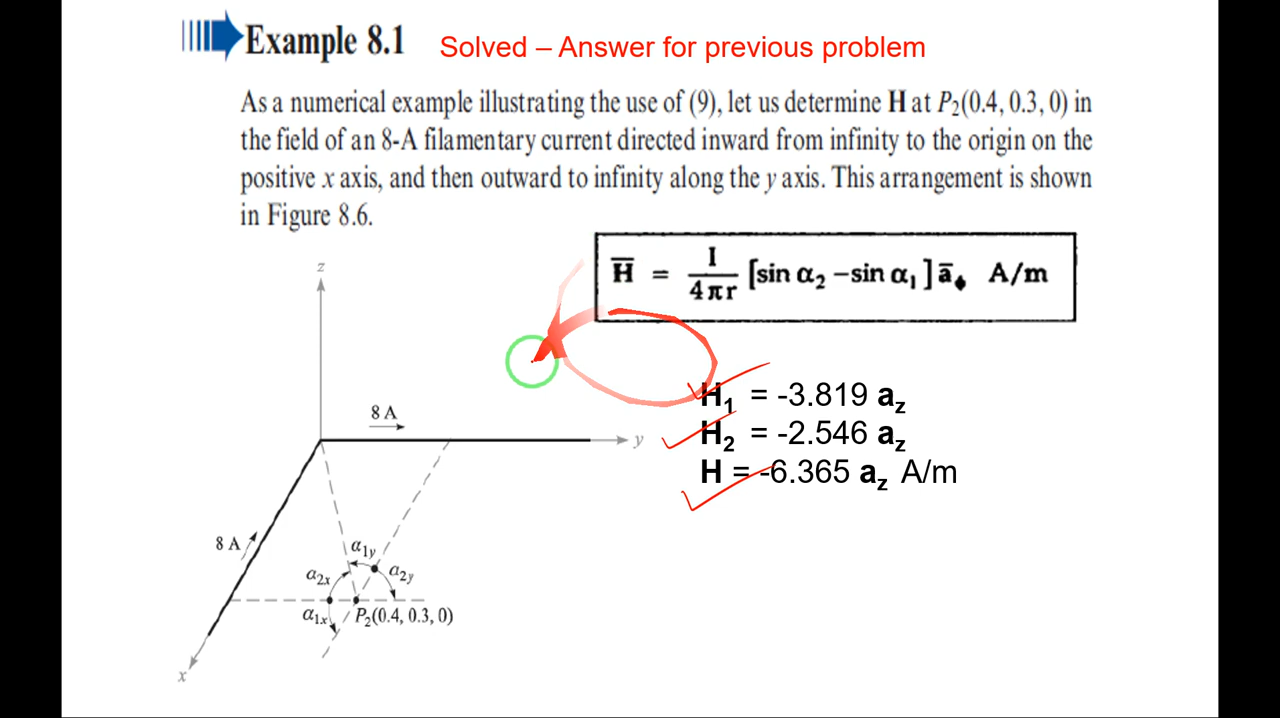 Example 8.1 Solved – Answer for previous problem
As a numerical example illustrating the use of (9), let us determine H at P₂(0.4, 0.3, 0) in
the field of an 8-A filamentary current directed inward from infinity to the origin on the
positive x axis, and then outward to infinity along the y axis. This arrangement is shown
in Figure 8.6.
H̅ = I/4πr [sin α₂ – sin α₁] a̅ᵩ A/m
z
8 A
y
H₁ = -3.819 a_z
H₂ = -2.546 a_z
H = -6.365 a_z A/m
8 A
α₁y
α₂x
α₂y
α₁x
P₂(0.4, 0.3, 0)
x